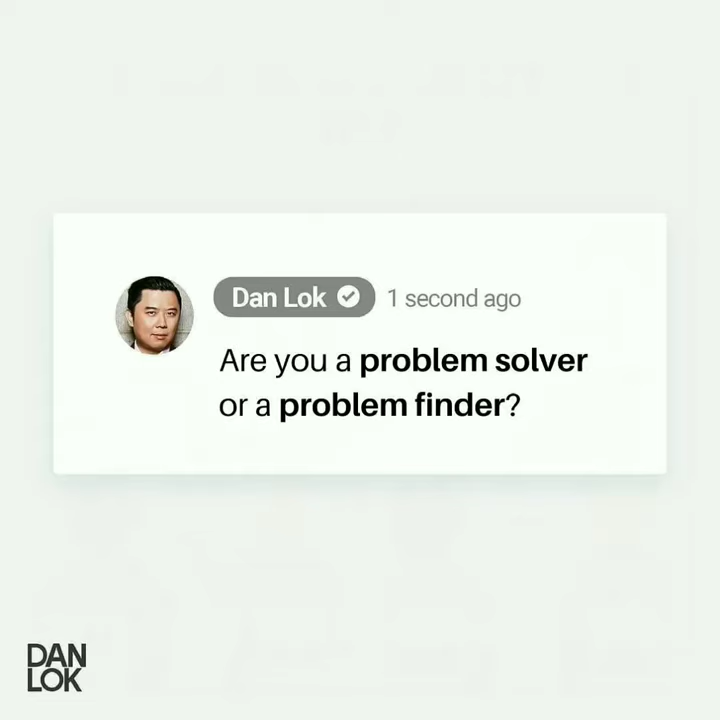 Dan Lok 1 second ago
Are you a problem solver
or a problem finder?
DAN
LOK